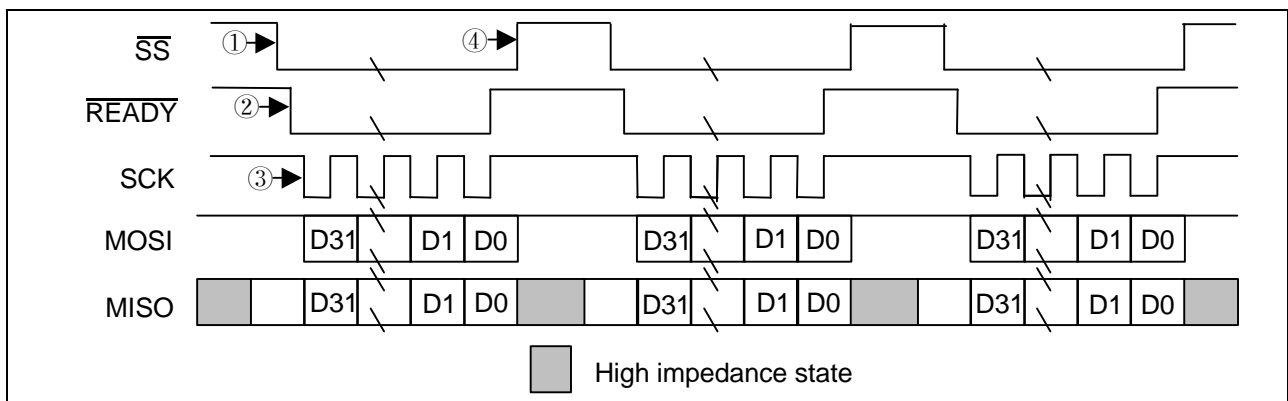 ① ④
SS
② READY
③ SCK
MOSI D31 D1 D0 D31 D1 D0 D31 D1 D0
MISO D31 D1 D0 D31 D1 D0 D31 D1 D0
High impedance state